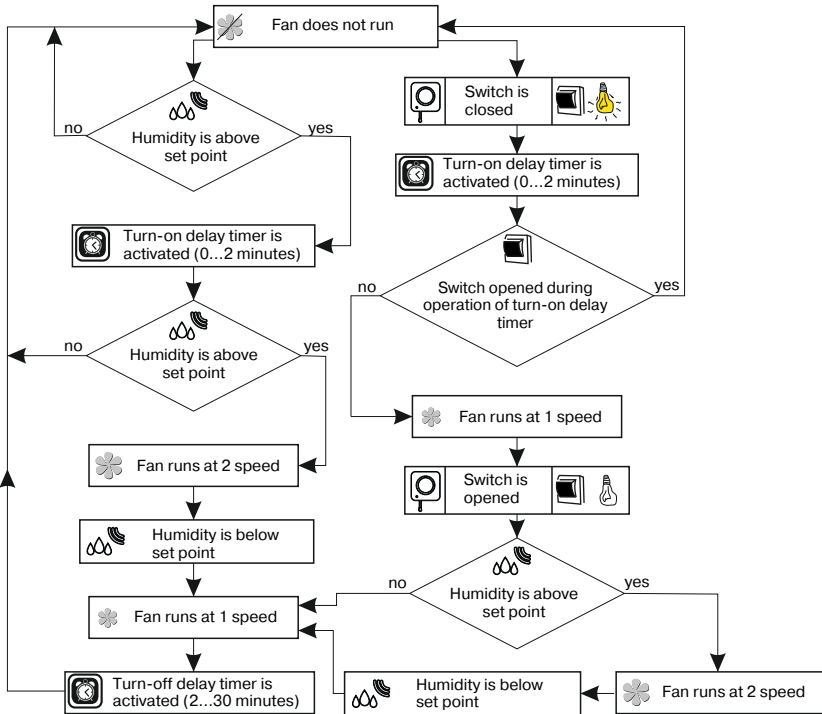 Fan does not run
Humidity is above
set point
no
yes
Switch is
closed
Turn-on delay timer is
activated (0...2 minutes)
Turn-on delay timer is
activated (0...2 minutes)
Switch opened during
operation of turn-on delay
timer
no
yes
Humidity is above
set point
no
yes
Fan runs at 1 speed
Fan runs at 2 speed
Switch is
opened
Humidity is below
set point
Humidity is above
set point
no
yes
Fan runs at 1 speed
Turn-off delay timer is
activated (2...30 minutes)
Humidity is below
set point
Fan runs at 2 speed